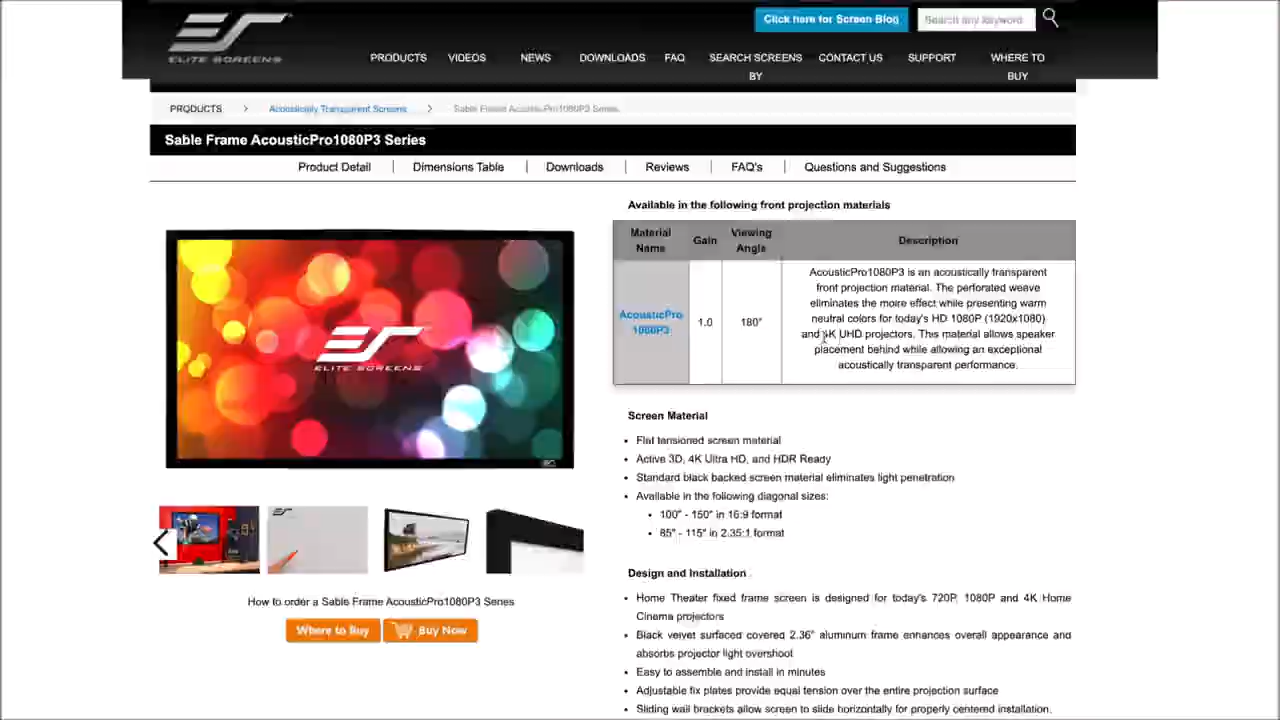 Click here for Screen Blog
Search any keyword
ELITE SCREENS
PRODUCTS VIDEOS NEWS DOWNLOADS FAQ SEARCH SCREENS BY CONTACT US SUPPORT WHERE TO BUY
PRODUCTS > Acoustically Transparent Screens > Sable Frame AcousticPro1080P3 Series
Sable Frame AcousticPro1080P3 Series
Product Detail | Dimensions Table | Downloads | Reviews | FAQ's | Questions and Suggestions
ES
ELITE SCREENS
How to order a Sable Frame AcousticPro1080P3 Series
Where to Buy
Buy Now
Available in the following front projection materials
Material Name
Gain
Viewing Angle
Description
AcousticPro
1080P3
1.0
180°
AcousticPro1080P3 is an acoustically transparent
front projection material. The perforated weave
eliminates the moire effect while presenting warm
neutral colors for today's HD 1080P (1920x1080)
and 4K UHD projectors. This material allows speaker
placement behind while allowing an exceptional
acoustically transparent performance.
Screen Material
• Flat tensioned screen material
• Active 3D, 4K Ultra HD, and HDR Ready
• Standard black backed screen material eliminates light penetration
• Available in the following diagonal sizes:
• 100" - 150" in 16:9 format
• 85" - 115" in 2.35:1 format
Design and Installation
• Home Theater fixed frame screen is designed for today's 720P, 1080P and 4K Home
Cinema projectors
• Black velvet surfaced covered 2.36" aluminum frame enhances overall appearance and
absorbs projector light overshoot
• Easy to assemble and install in minutes
• Adjustable fix plates provide equal tension over the entire projection surface
• Sliding wall brackets allow screen to slide horizontally for properly centered installation.